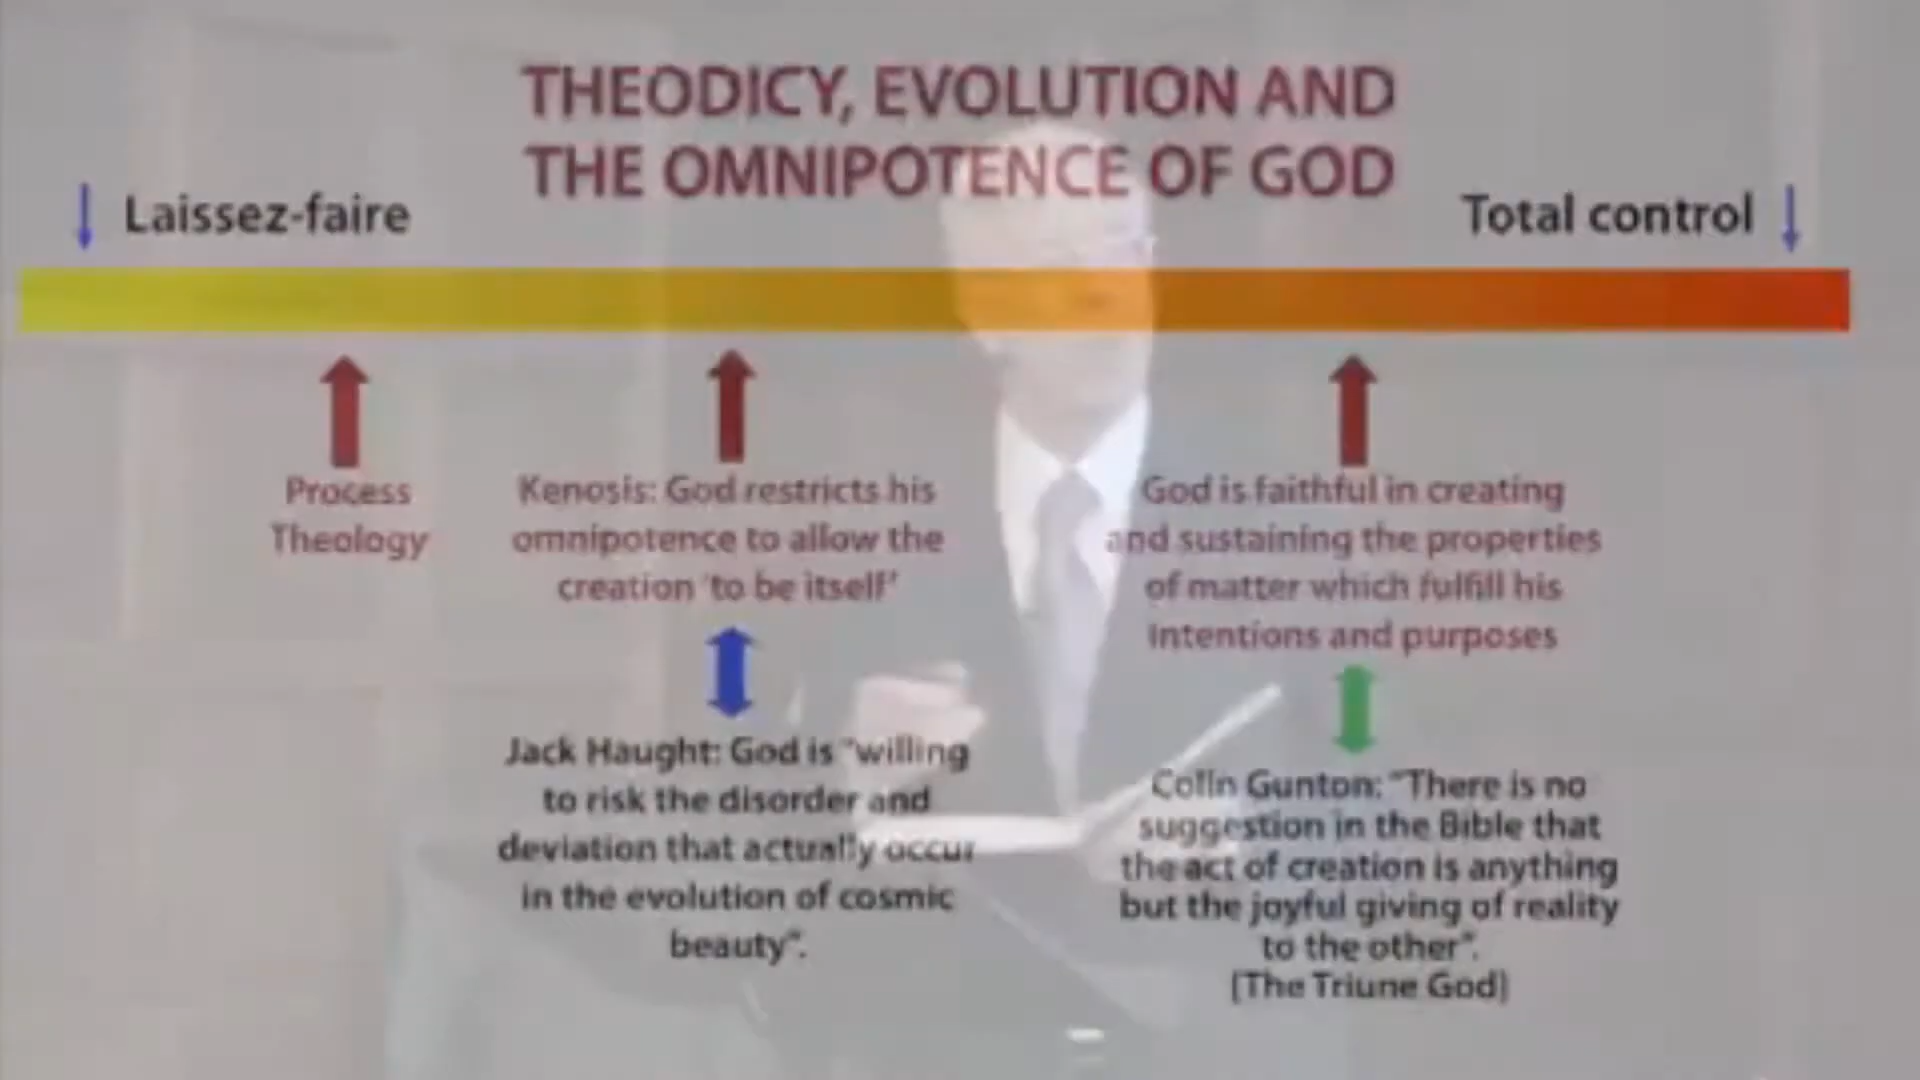 THEODICY, EVOLUTION AND
THE OMNIPOTENCE OF GOD
Laissez-faire
Total control
Process
Theology
Kenosis: God restricts his
omnipotence to allow the
creation 'to be itself'
God is faithful in creating
and sustaining the properties
of matter which fulfill his
intentions and purposes
Jack Haught: God is "willing
to risk the disorder and
deviation that actually occur
in the evolution of cosmic
beauty".
Colin Gunton: "There is no
suggestion in the Bible that
the act of creation is anything
but the joyful giving of reality
to the other".
(The Triune God)